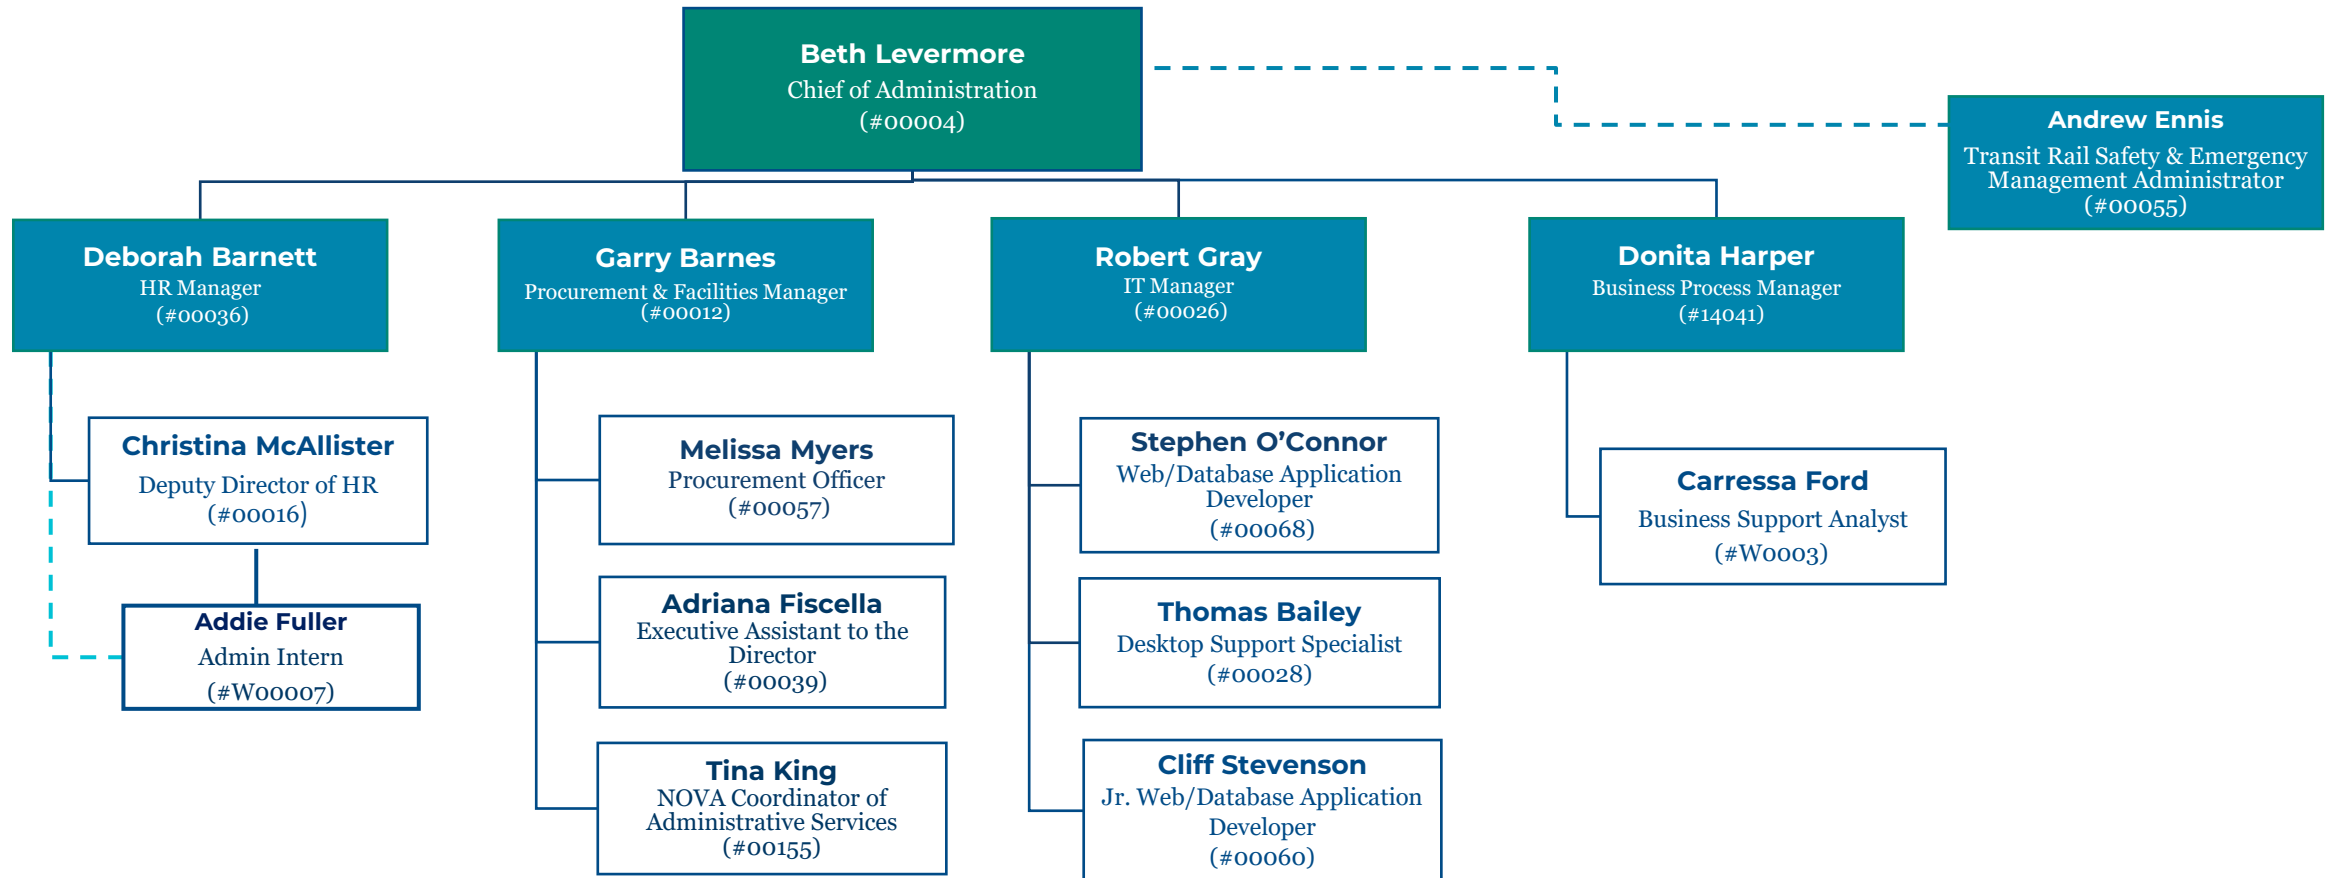 Beth Levermore
Chief of Administration
(#00004)
Andrew Ennis
Transit Rail Safety & Emergency
Management Administrator
(#00055)
Deborah Barnett
HR Manager
(#00036)
Garry Barnes
Procurement & Facilities Manager
(#00012)
Robert Gray
IT Manager
(#00026)
Donita Harper
Business Process Manager
(#14041)
Christina McAllister
Deputy Director of HR
(#00016)
Addie Fuller
Admin Intern
(#W00007)
Melissa Myers
Procurement Officer
(#00057)
Adriana Fiscella
Executive Assistant to the
Director
(#00039)
Tina King
NOVA Coordinator of
Administrative Services
(#00155)
Stephen O’Connor
Web/Database Application
Developer
(#00068)
Thomas Bailey
Desktop Support Specialist
(#00028)
Cliff Stevenson
Jr. Web/Database Application
Developer
(#00060)
Carressa Ford
Business Support Analyst
(#W0003)